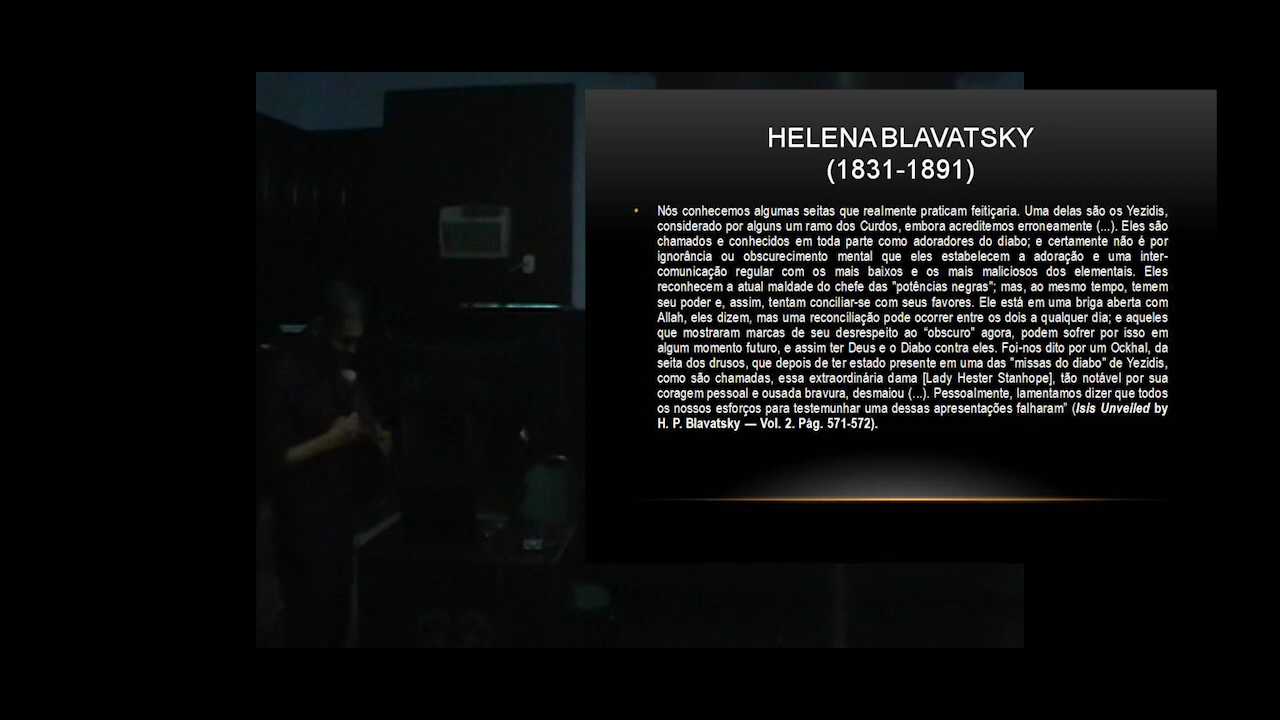 HELENA BLAVATSKY
(1831-1891)
• Nós conhecemos algumas seitas que realmente praticam feitiçaria. Uma delas são os Yezidis,
considerado por alguns um ramo dos Curdos, embora acreditemos erroneamente (...). Eles são
chamados e conhecidos em toda parte como adoradores do diabo; e certamente não é por
ignorância ou obscurecimento mental que eles estabelecem a adoração e uma inter-
comunicação regular com os mais baixos e os mais maliciosos dos elementais. Eles
reconhecem a atual maldade do chefe das "potências negras"; mas, ao mesmo tempo, temem
seu poder e, assim, tentam conciliar-se com seus favores. Ele está em uma briga aberta com
Allah, eles dizem, mas uma reconciliação pode ocorrer entre os dois a qualquer dia; e aqueles
que mostraram marcas de seu desrespeito ao "obscuro" agora, podem sofrer por isso em
algum momento futuro, e assim ter Deus e o Diabo contra eles. Foi-nos dito por um Ockhal, da
seita dos drusos, que depois de ter estado presente em uma das "missas do diabo" de Yezidis,
como são chamadas, essa extraordinária dama [Lady Hester Stanhope], tão notável por sua
coragem pessoal e ousada bravura, desmaiou (...). Pessoalmente, lamentamos dizer que todos
os nossos esforços para testemunhar uma dessas apresentações falharam" (Isis Unveiled by
H. P. Blavatsky — Vol. 2. Pág. 571-572).